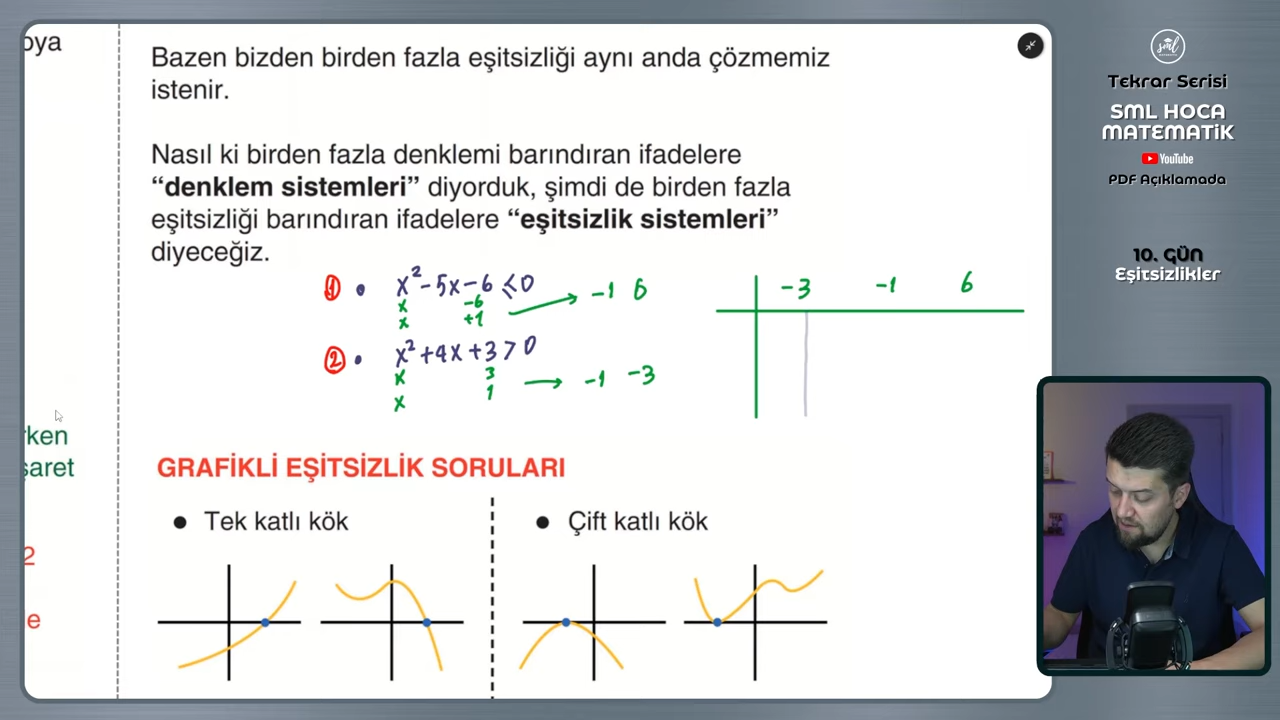 oya
Bazen bizden birden fazla eşitsizliği aynı anda çözmemiz
istenir.
Nasıl ki birden fazla denklemi barındıran ifadelere
“denklem sistemleri” diyorduk, şimdi de birden fazla
eşitsizliği barındıran ifadelere “eşitsizlik sistemleri”
diyeceğiz.
① • x² - 5x - 6 ≤ 0
x -6
x +1 → -1 6
② • x² + 4x + 3 > 0
x 3
x 1 → -1 -3
-3 -1 6
rken
şaret
2
e
GRAFİKLİ EŞİTSİZLİK SORULARI
● Tek katlı kök
● Çift katlı kök
sml
Tekrar Serisi
SML HOCA
MATEMATİK
YouTube
PDF Açıklamada
10. GÜN
Eşitsizlikler